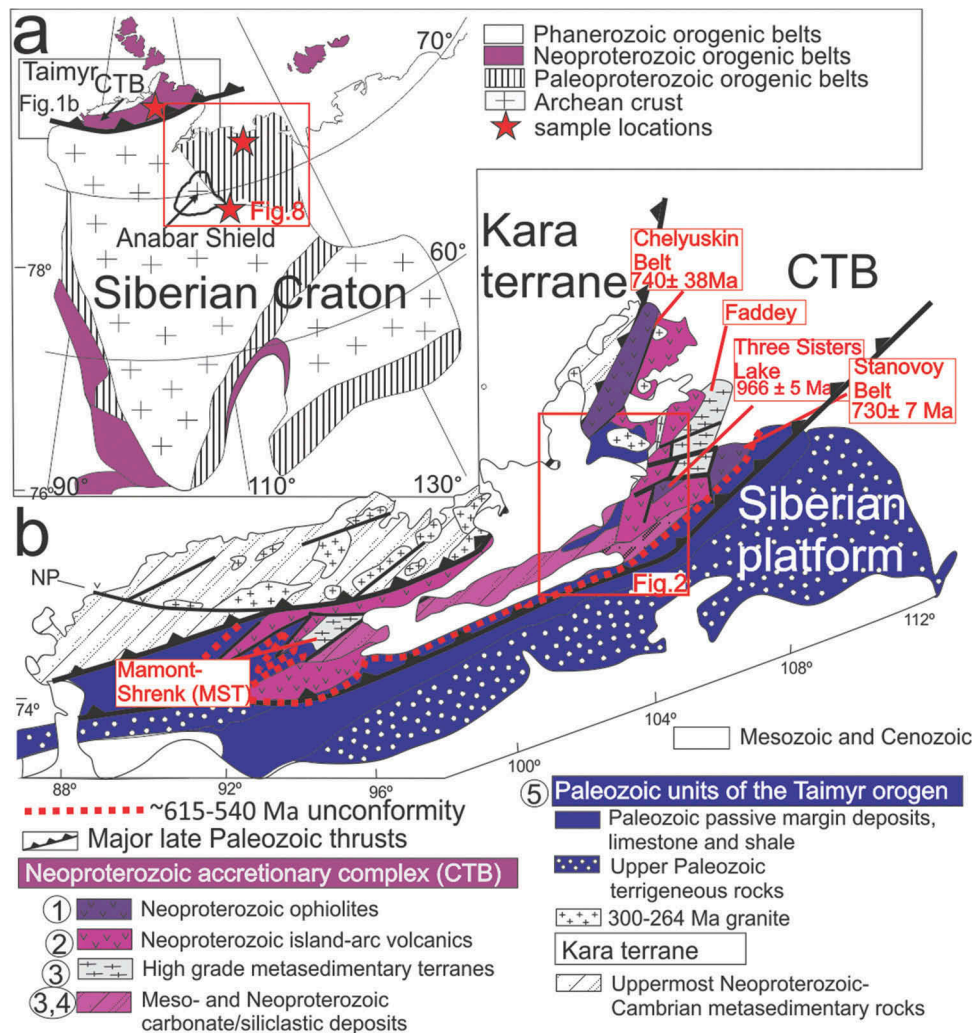 a
Taimyr
CTB
Fig.1b
70°
Phanerozoic orogenic belts
Neoproterozoic orogenic belts
Paleoproterozoic orogenic belts
Archean crust
sample locations
Fig.8
Anabar Shield
60°
78°
Siberian Craton
76°
90°
110°
130°
Kara
terrane
Chelyuskin
Belt
740± 38Ma
CTB
Faddey
Three Sisters
Lake
966 ± 5 Ma
Stanovoy
Belt
730± 7 Ma
b
Siberian
platform
NP
Fig.2
Mamont-
Shrenk (MST)
74°
88°
92°
96°
100°
104°
108°
112°
Mesozoic and Cenozoic
~615-540 Ma unconformity
Major late Paleozoic thrusts
Neoproterozoic accretionary complex (CTB)
1 Neoproterozoic ophiolites
2 Neoproterozoic island-arc volcanics
3 High grade metasedimentary terranes
3,4 Meso- and Neoproterozoic
carbonate/siliclastic deposits
5 Paleozoic units of the Taimyr orogen
Paleozoic passive margin deposits,
limestone and shale
Upper Paleozoic
terrigeneous rocks
300-264 Ma granite
Kara terrane
Uppermost Neoproterozoic-
Cambrian metasedimentary rocks